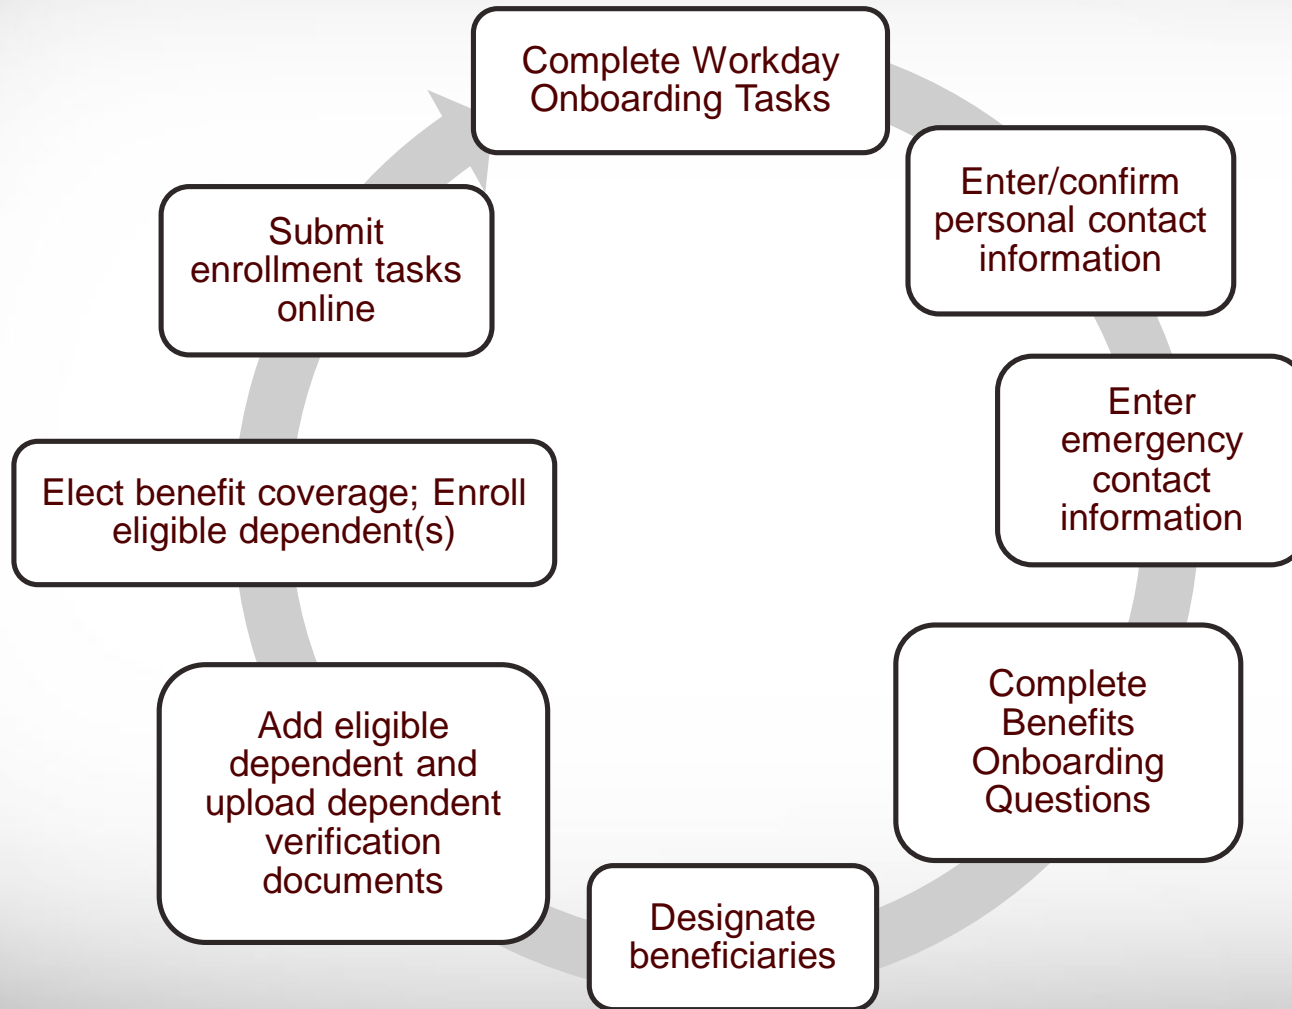 Complete Workday
Onboarding Tasks
Enter/confirm
personal contact
information
Enter
emergency
contact
information
Complete
Benefits
Onboarding
Questions
Designate
beneficiaries
Add eligible
dependent and
upload dependent
verification
documents
Elect benefit coverage; Enroll
eligible dependent(s)
Submit
enrollment tasks
online